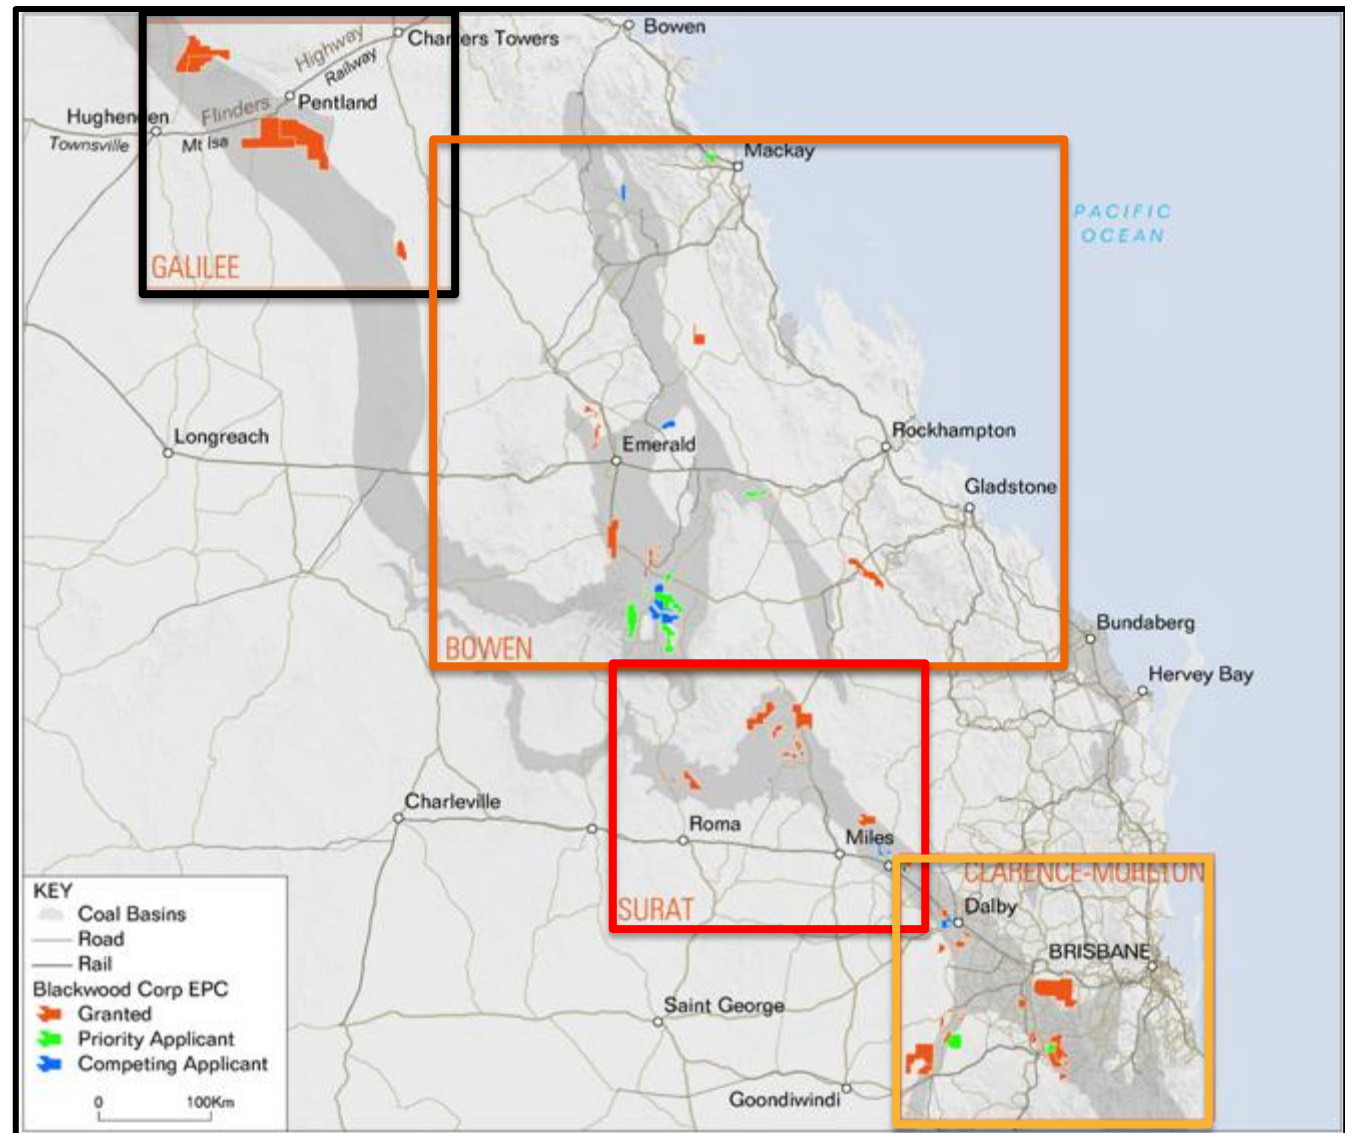 Bowen
Charters Towers
Highway
Railway
Pentland
Flinders
Hughenden
Townsville
Mt Isa
Mackay
PACIFIC
OCEAN
GALILEE
Longreach
Emerald
Rockhampton
Gladstone
BOWEN
Bundaberg
Hervey Bay
Charleville
Roma
Miles
SURAT
CLARENCE-MORETON
Dalby
BRISBANE
Saint George
Goondiwindi
KEY
Coal Basins
Road
Rail
Blackwood Corp EPC
Granted
Priority Applicant
Competing Applicant
0 100Km